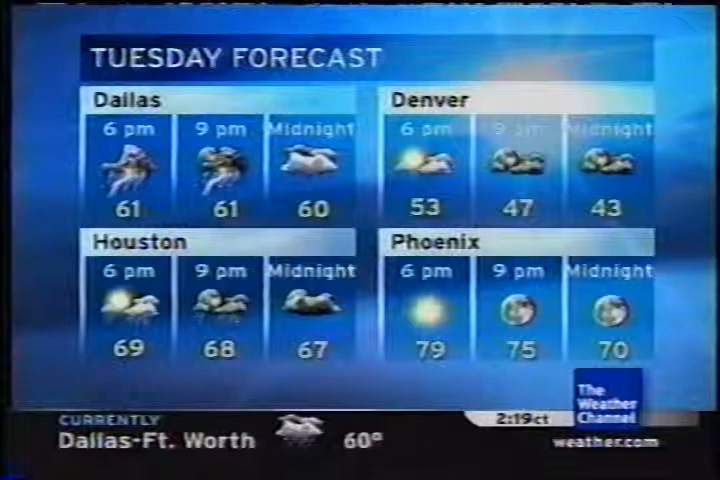 TUESDAY FORECAST
Dallas
6 pm 9 pm Midnight
61 61 60
Denver
6 pm 9 pm Midnight
53 47 43
Houston
6 pm 9 pm Midnight
69 68 67
Phoenix
6 pm 9 pm Midnight
79 75 70
The
Weather
Channel
CURRENTLY
2:19CT
Dallas-Ft. Worth 60°
weather.com